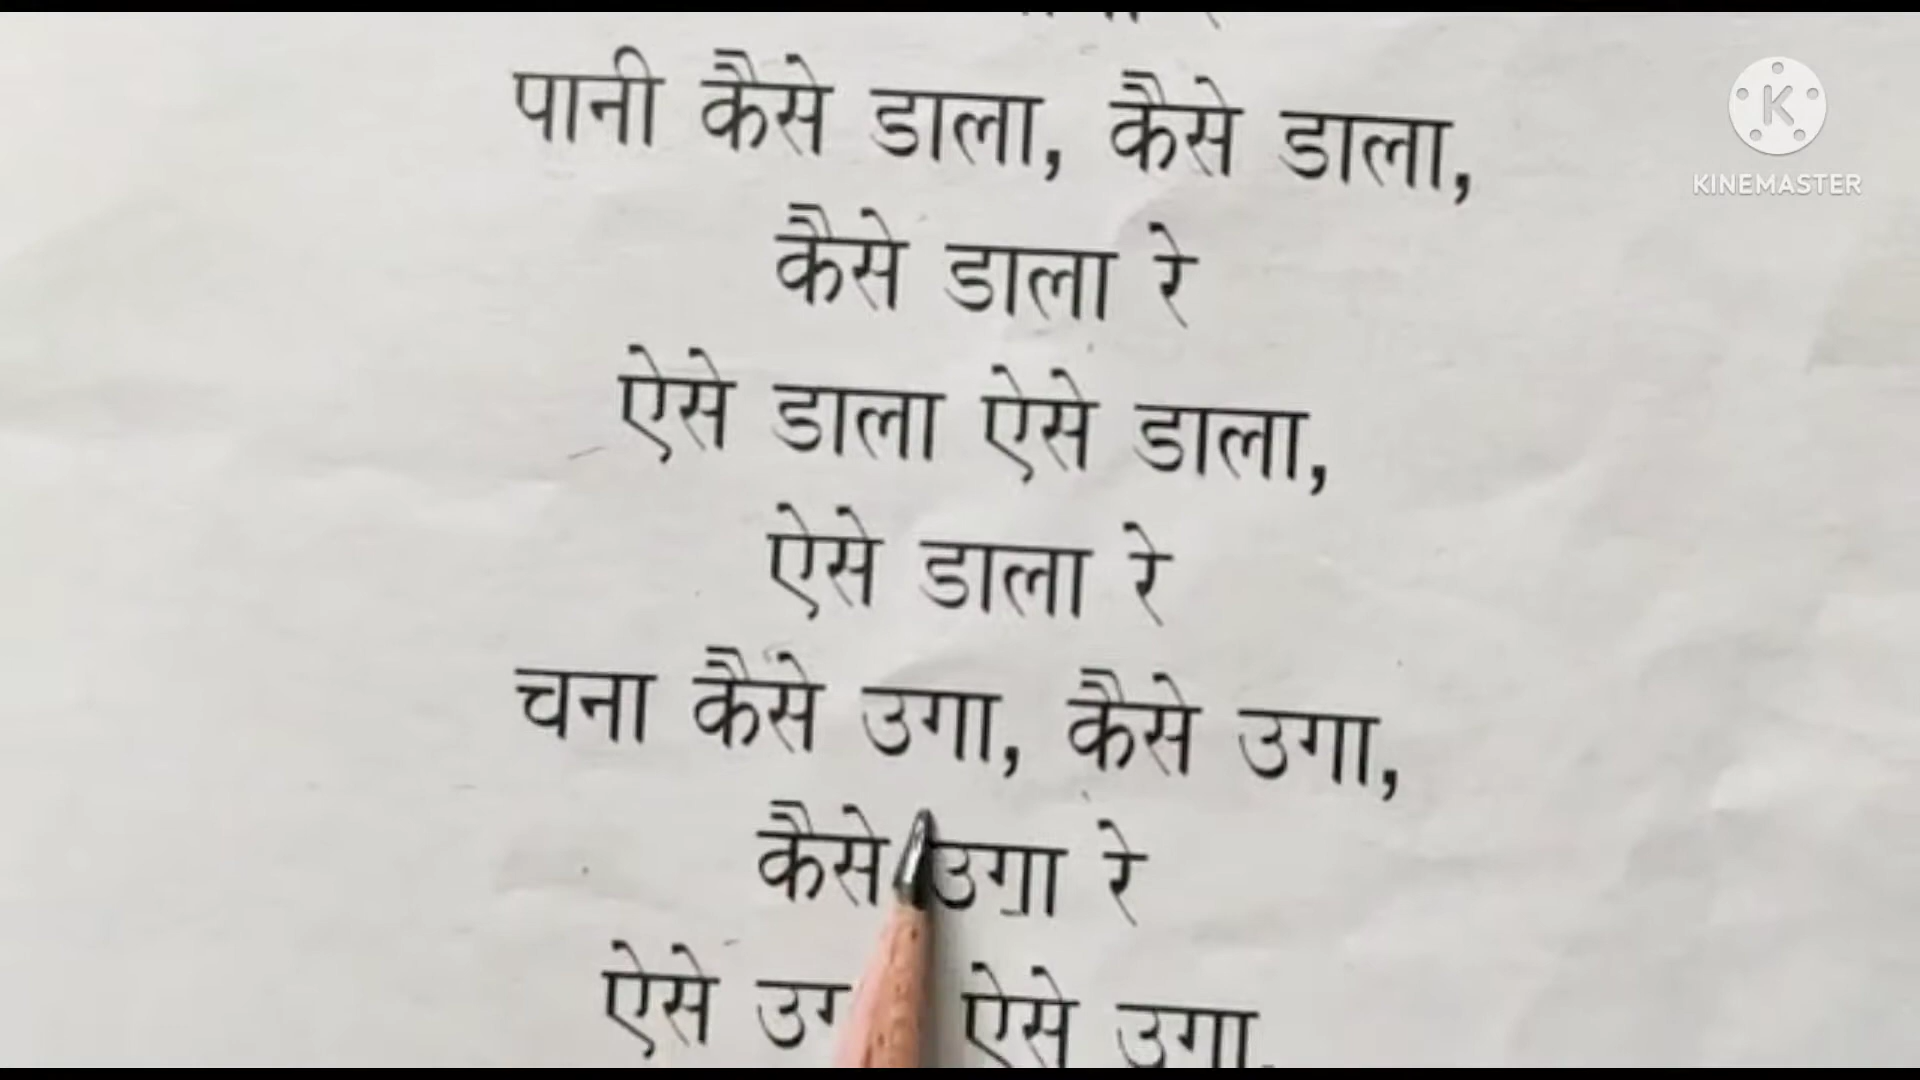 पानी कैसे डाला, कैसे डाला,
कैसे डाला रे
ऐसे डाला ऐसे डाला,
ऐसे डाला रे
चना कैसे उगा, कैसे उगा,
कैसे उगा रे
ऐसे ऐसे उगा,
KINEMASTER